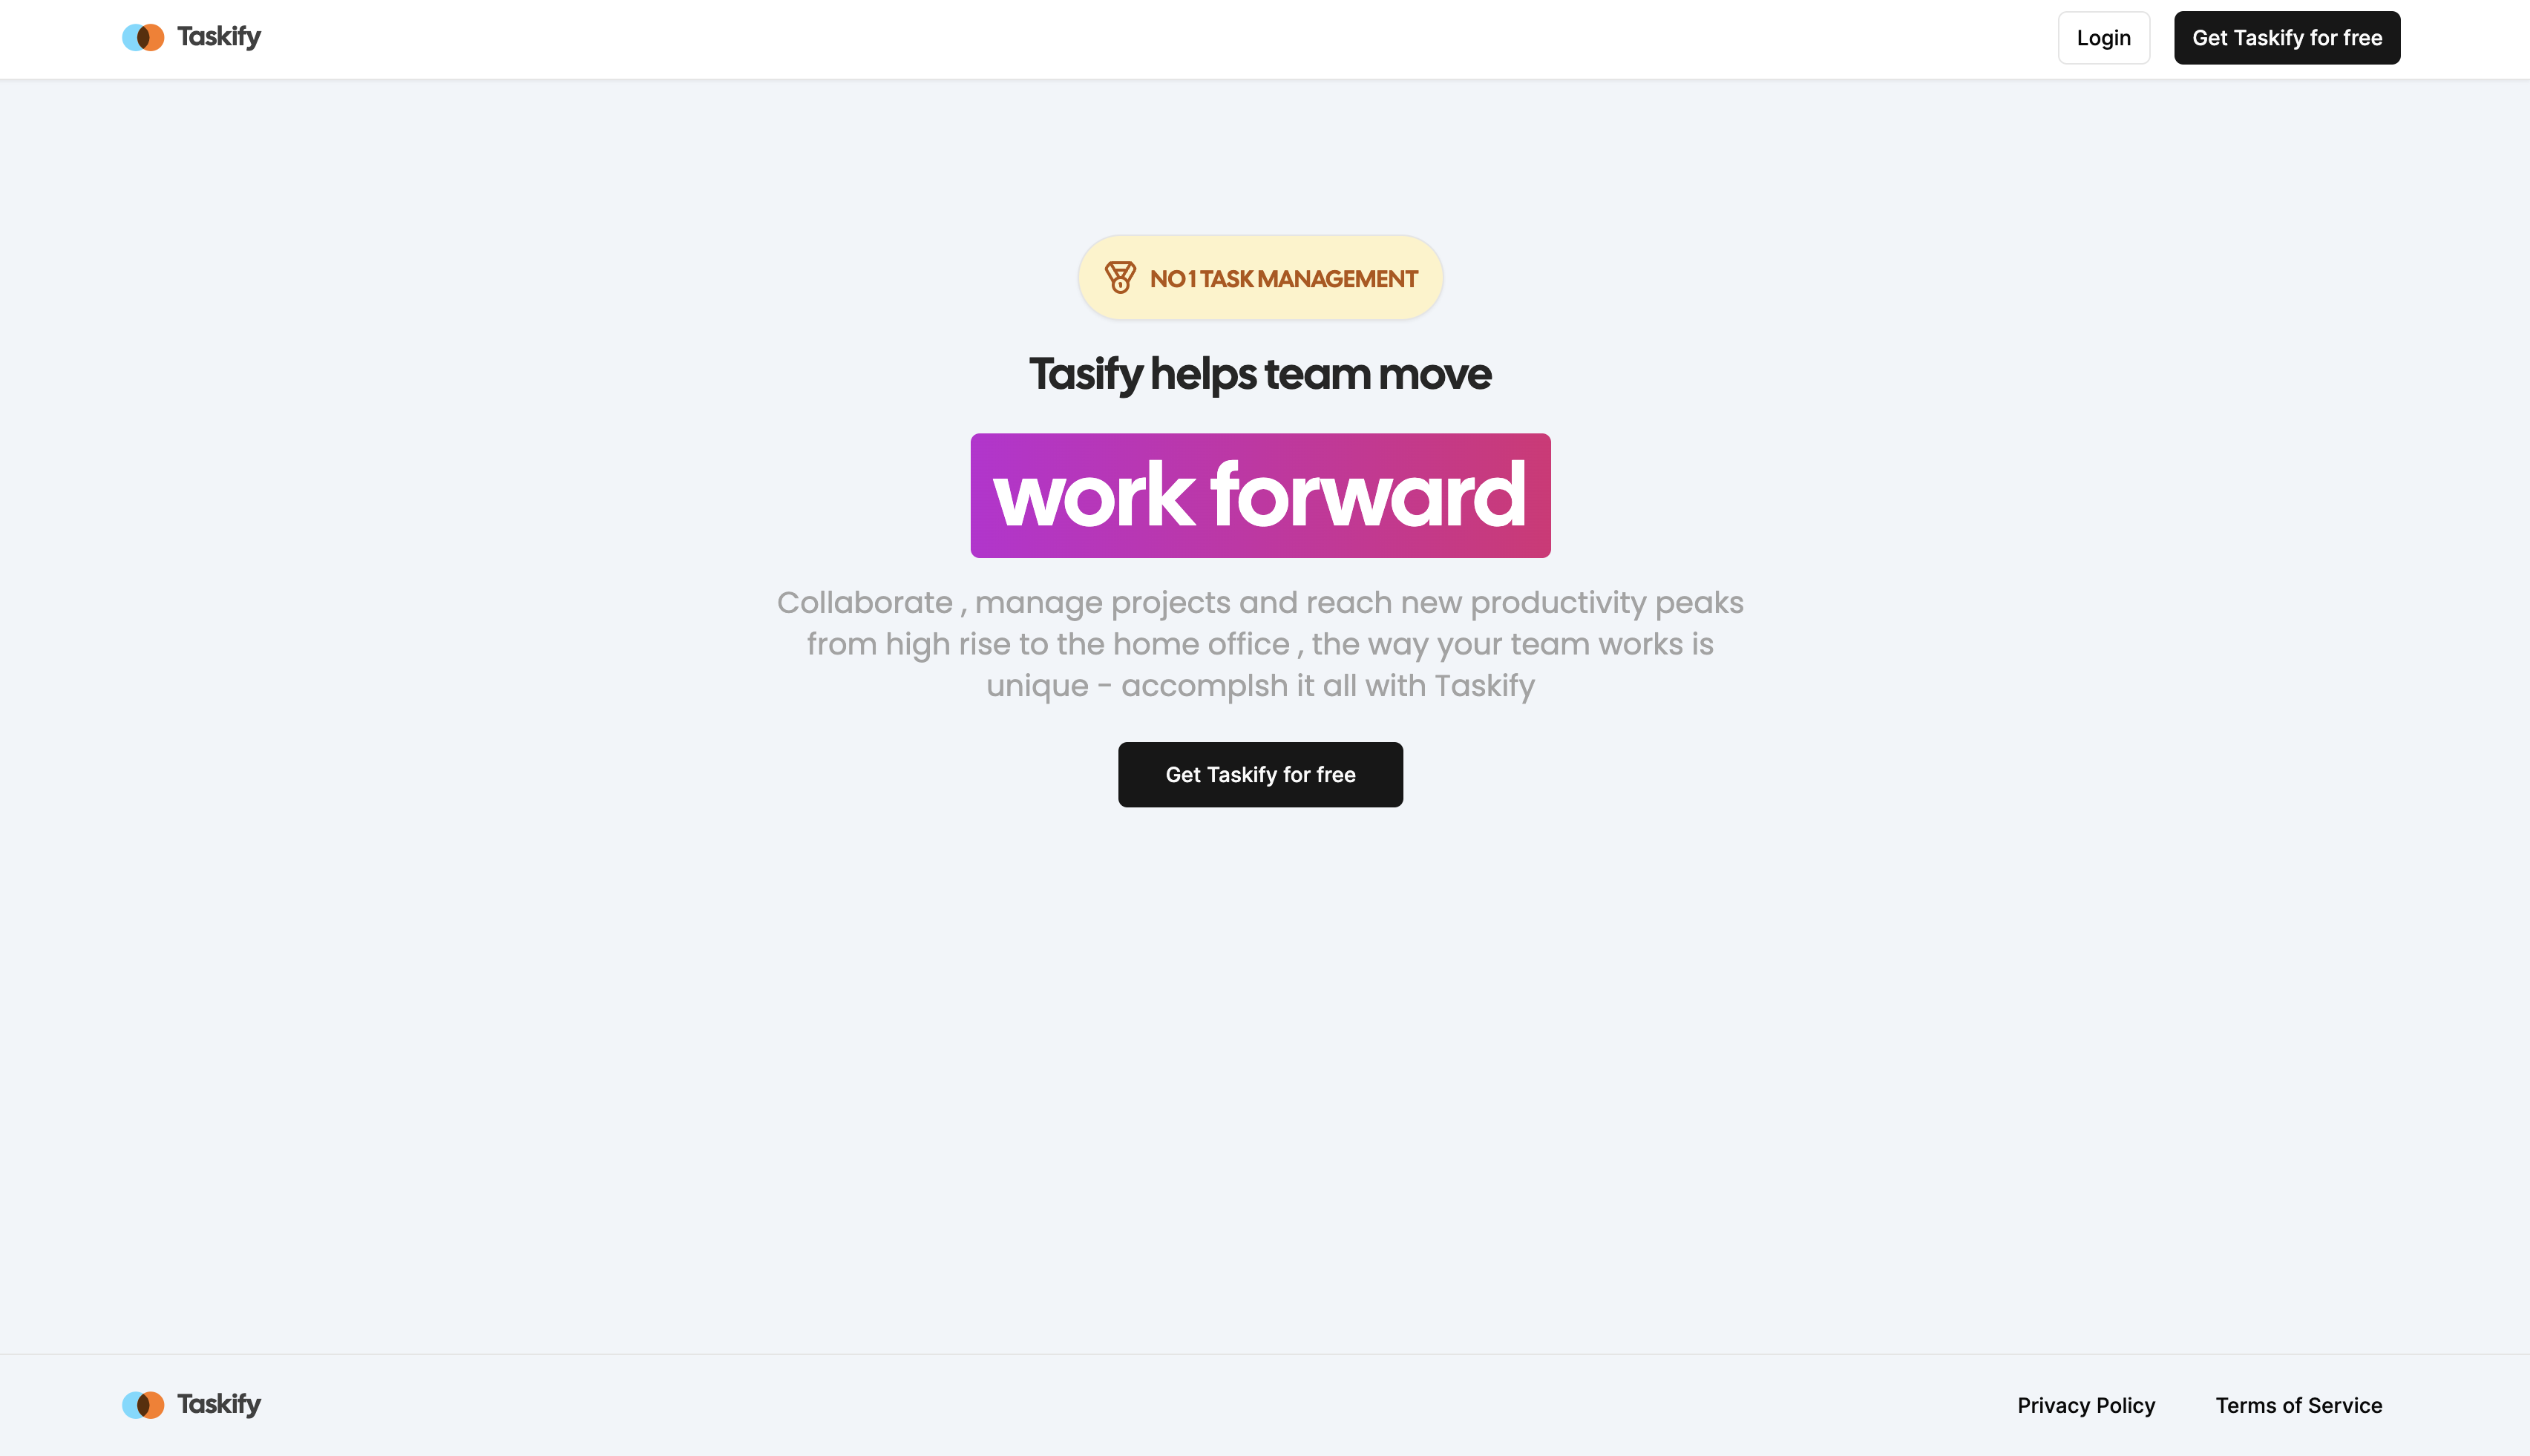 Taskify
Login
Get Taskify for free
NO 1 TASK MANAGEMENT
Tasify helps team move
work forward
Collaborate , manage projects and reach new productivity peaks
from high rise to the home office , the way your team works is
unique - accomplsh it all with Taskify
Get Taskify for free
Taskify
Privacy Policy
Terms of Service